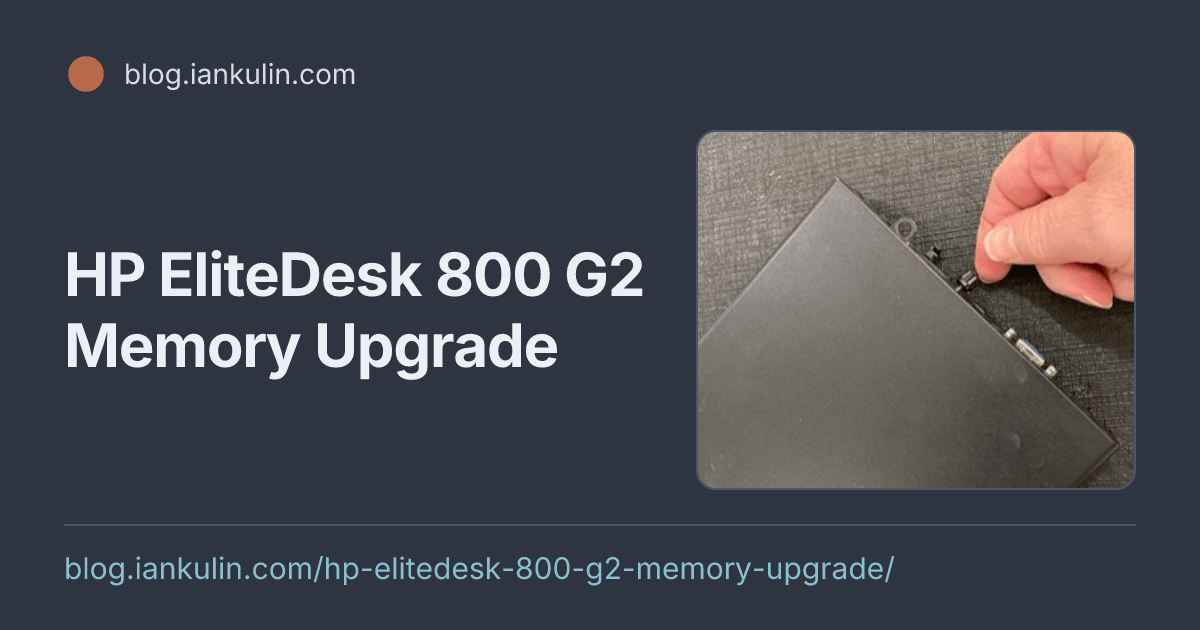 blog.iankulin.com
HP EliteDesk 800 G2
Memory Upgrade
blog.iankulin.com/hp-elitedesk-800-g2-memory-upgrade/